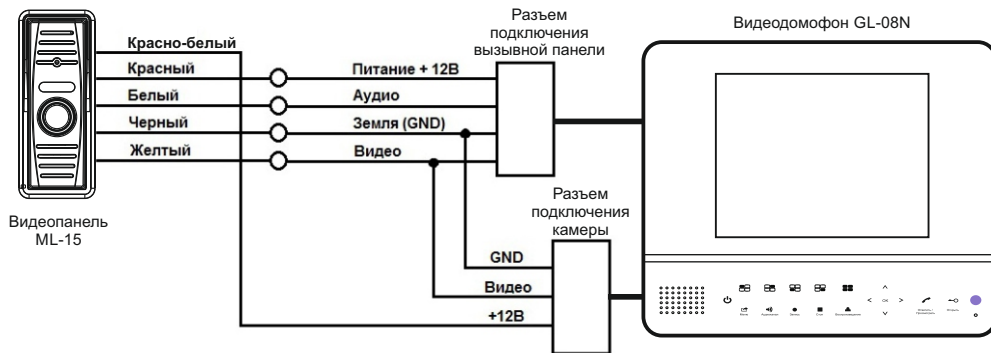 Разъем
подключения
вызывной панели
Видеодомофон GL-08N
Красно-белый
Красный
Питание + 12В
Белый
Аудио
Черный
Земля (GND)
Желтый
Видео
Видеопанель
ML-15
Разъем
подключения
камеры
GND
Видео
+12В
OK